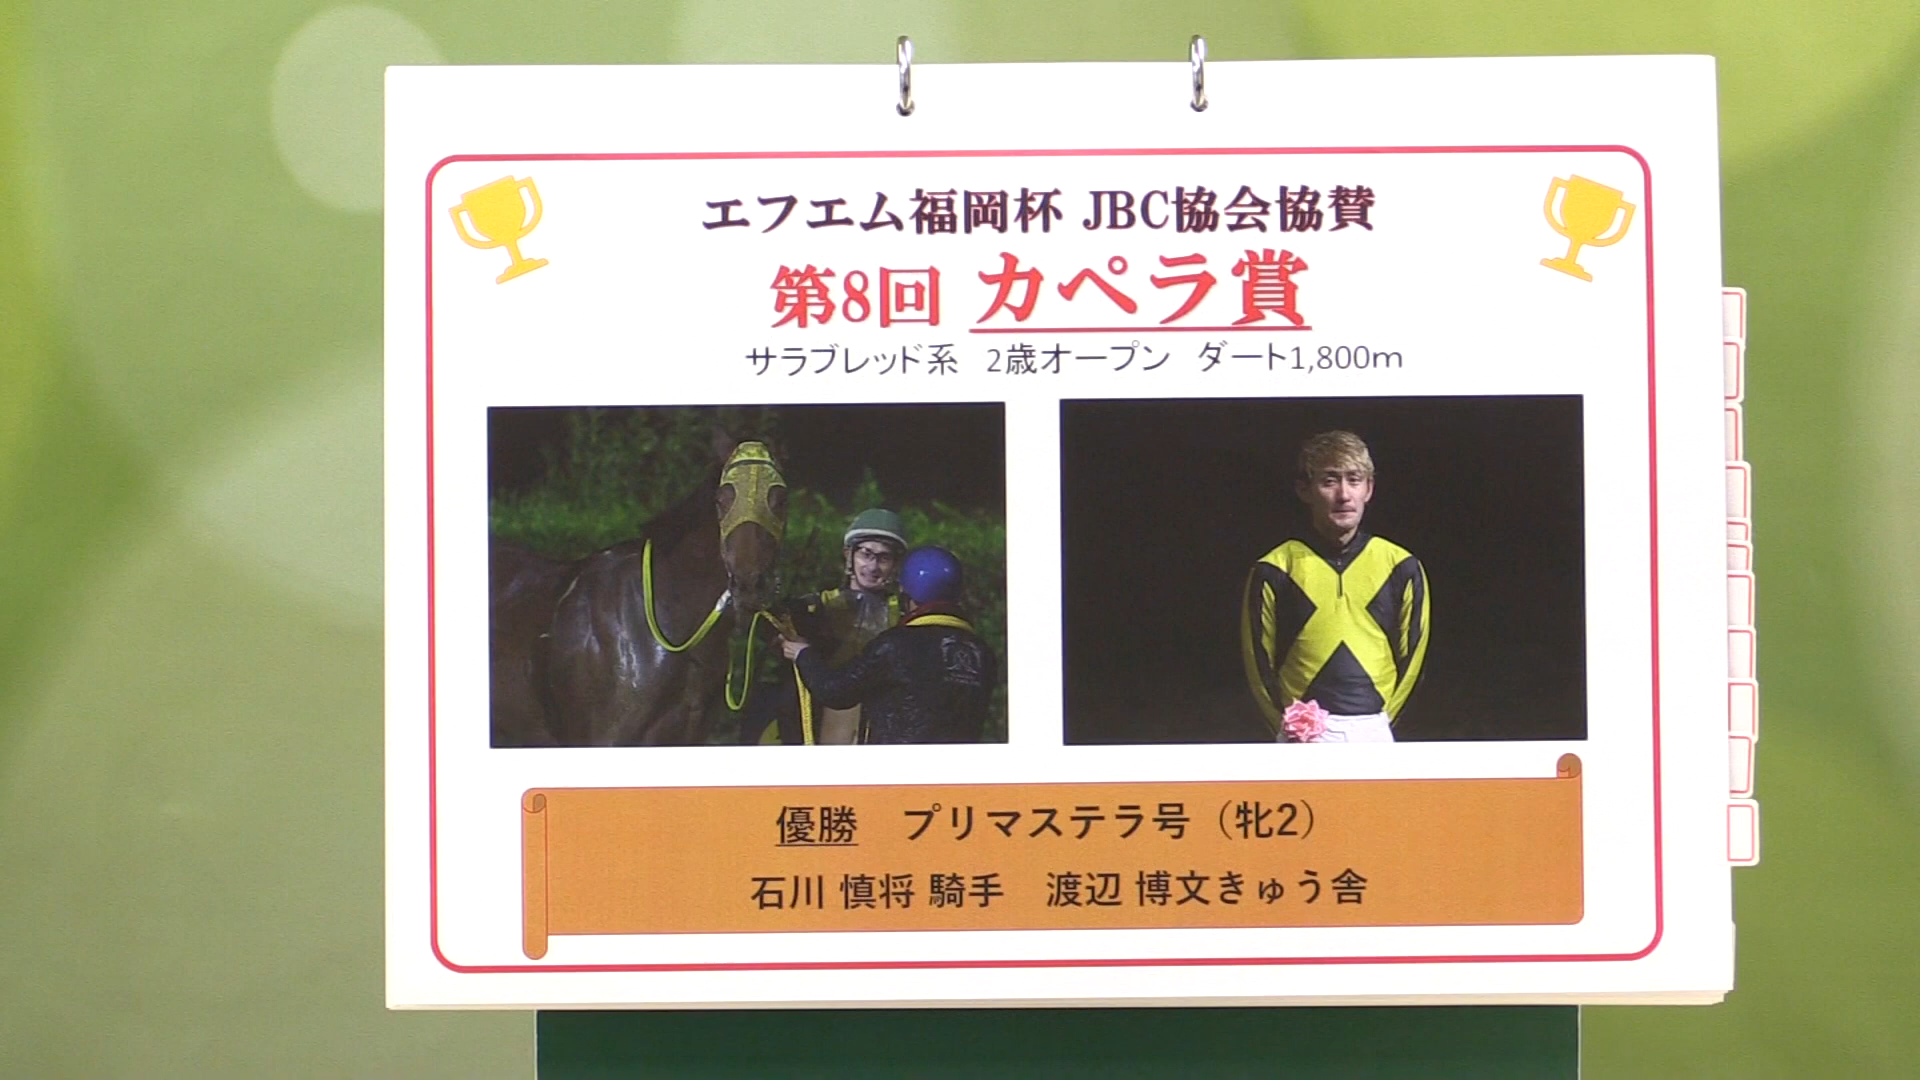 エフエム福岡杯 JBC協会協賛
第8回 カペラ賞
サラブレッド系 2歳オープン ダート1,800m
優勝 プリマステラ号（牝2）
石川 慎将 騎手 渡辺 博文きゅう舎